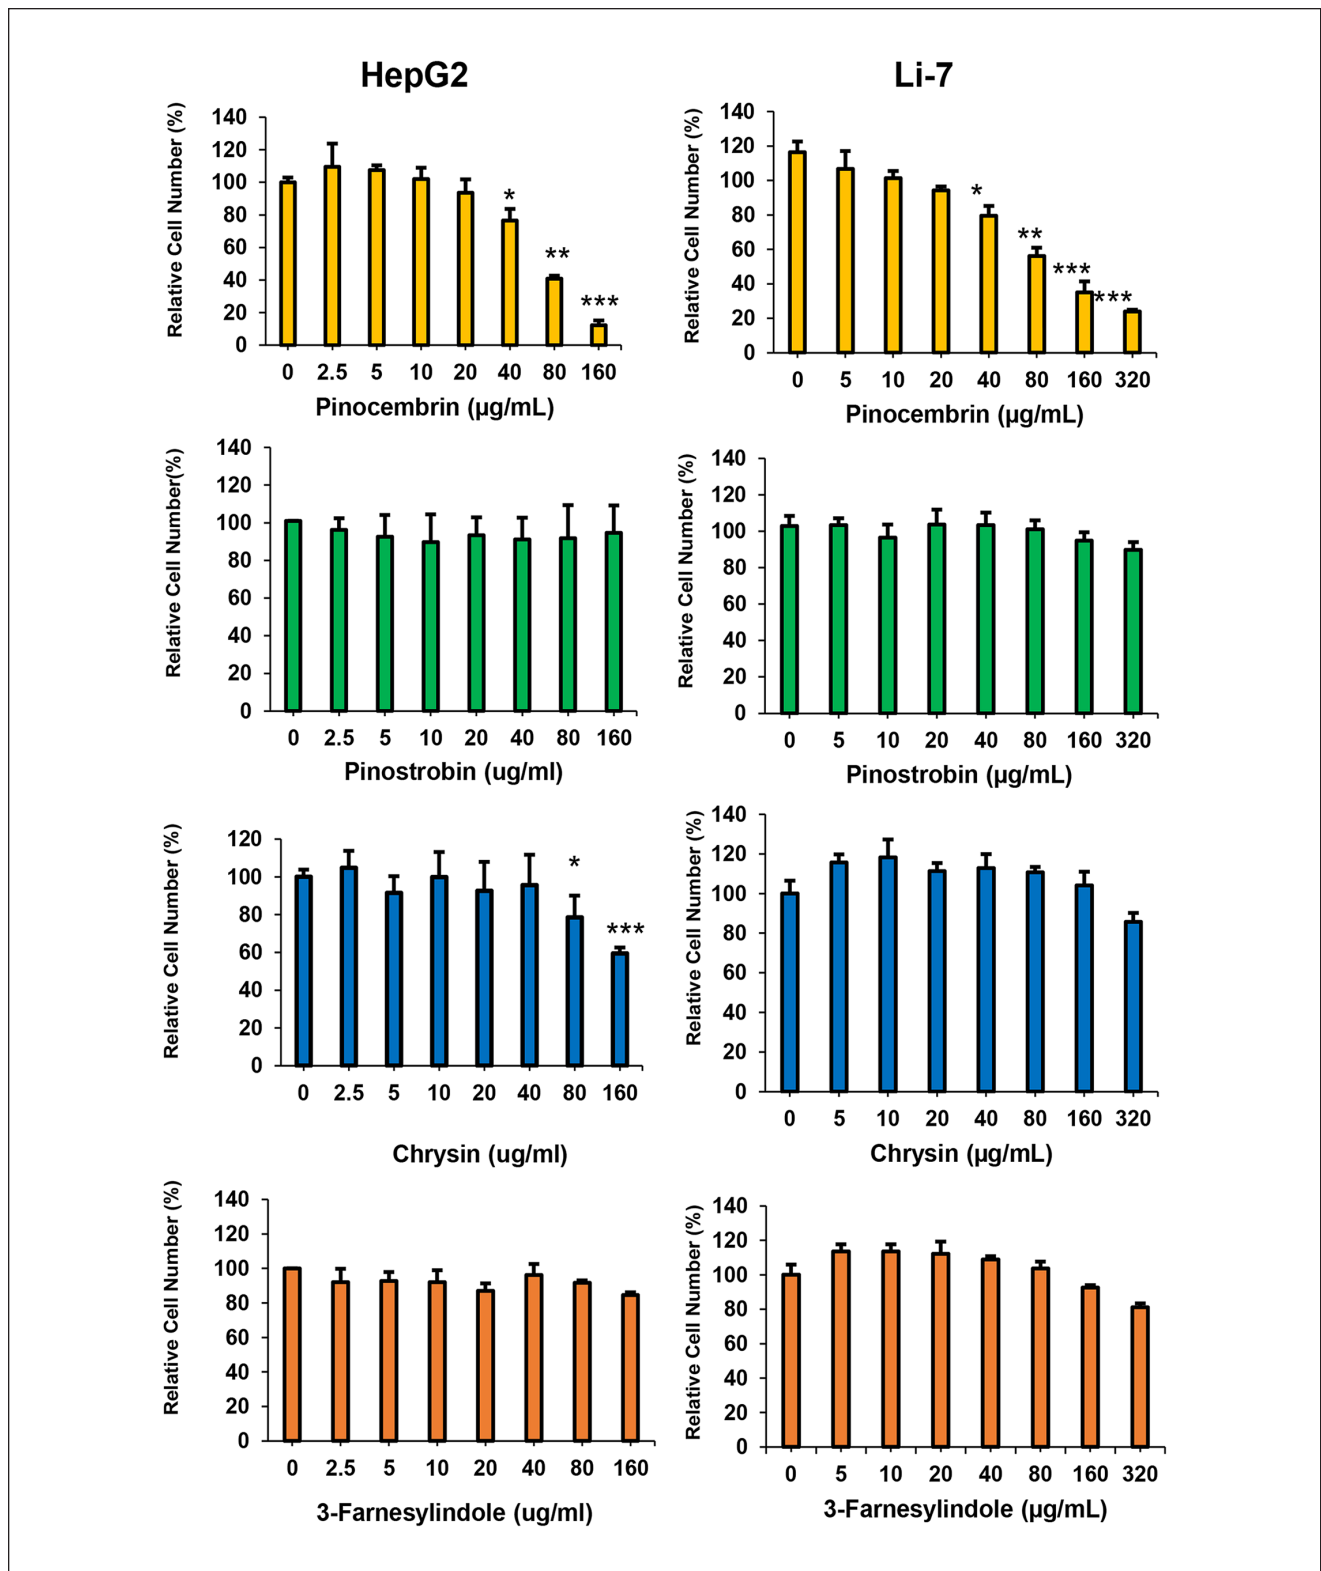 HepG2
Li-7
Relative Cell Number (%)
140
120
100
80
60
40
20
0
*
**
***
0 2.5 5 10 20 40 80 160
Pinocembrin (µg/mL)
Relative Cell Number (%)
140
120
100
80
60
40
20
0
*
**
***
***
0 5 10 20 40 80 160 320
Pinocembrin (µg/mL)
Relative Cell Number(%)
140
120
100
80
60
40
20
0
0 2.5 5 10 20 40 80 160
Pinostrobin (ug/ml)
Relative Cell Number (%)
140
120
100
80
60
40
20
0
0 5 10 20 40 80 160 320
Pinostrobin (µg/mL)
Relative Cell Number (%)
120
100
80
60
40
20
0
*
***
0 2.5 5 10 20 40 80 160
Chrysin (ug/ml)
Relative Cell Number (%)
140
120
100
80
60
40
20
0
0 5 10 20 40 80 160 320
Chrysin (µg/mL)
Relative Cell Number (%)
140
120
100
80
60
40
20
0
0 2.5 5 10 20 40 80 160
3-Farnesylindole (ug/ml)
Relative Cell Number (%)
140
120
100
80
60
40
20
0
0 5 10 20 40 80 160 320
3-Farnesylindole (µg/mL)